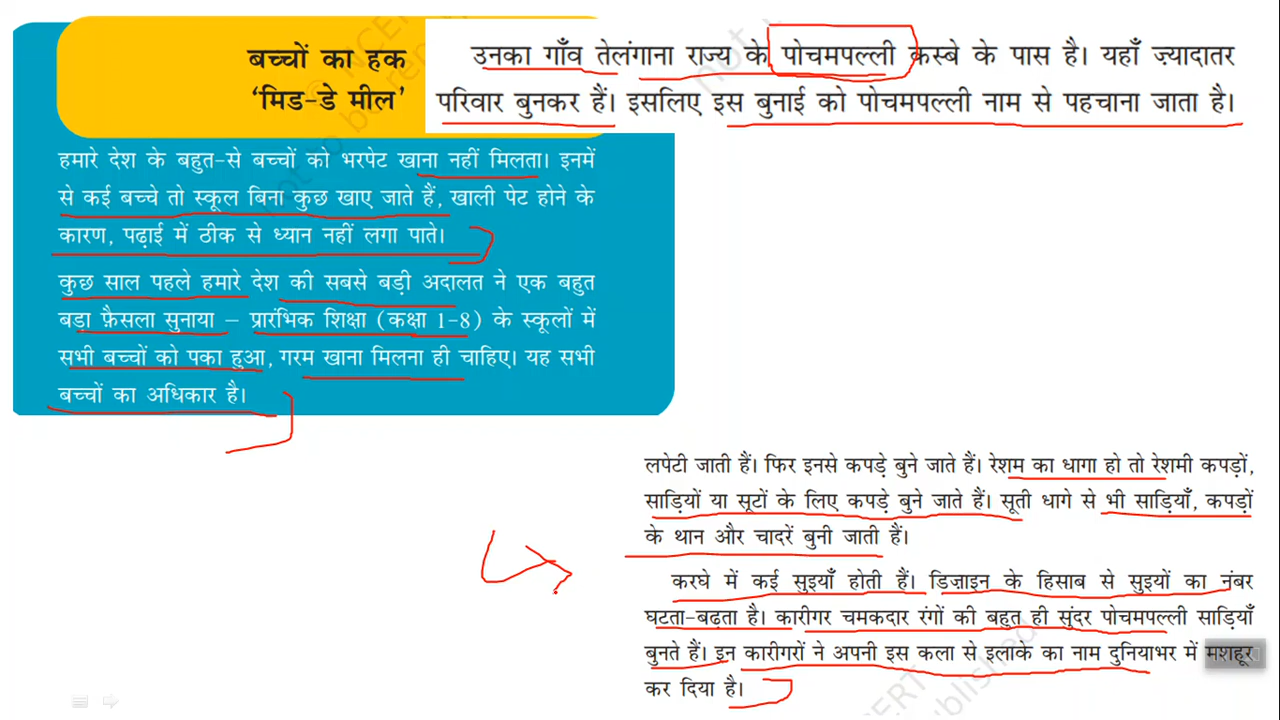 बच्चों का हक
'मिड-डे मील'
उनका गाँव तेलंगाना राज्य के पोचमपल्ली कस्बे के पास है। यहाँ ज़्यादातर
परिवार बुनकर हैं। इसलिए इस बुनाई को पोचमपल्ली नाम से पहचाना जाता है।
हमारे देश के बहुत-से बच्चों को भरपेट खाना नहीं मिलता। इनमें
से कई बच्चे तो स्कूल बिना कुछ खाए जाते हैं, खाली पेट होने के
कारण, पढ़ाई में ठीक से ध्यान नहीं लगा पाते।
कुछ साल पहले हमारे देश की सबसे बड़ी अदालत ने एक बहुत
बडा फ़ैसला सुनाया – प्रारंभिक शिक्षा (कक्षा 1-8) के स्कूलों में
सभी बच्चों को पका हुआ, गरम खाना मिलना ही चाहिए। यह सभी
बच्चों का अधिकार है।
लपेटी जाती हैं। फिर इनसे कपड़े बुने जाते हैं। रेशम का धागा हो तो रेशमी कपड़ों,
साड़ियों या सूटों के लिए कपड़े बुने जाते हैं। सूती धागे से भी साड़ियाँ, कपड़ों
के थान और चादरें बुनी जाती हैं।
करघे में कई सुइयाँ होती हैं। डिज़ाइन के हिसाब से सुइयों का नंबर
घटता-बढ़ता है। कारीगर चमकदार रंगों की बहुत ही सुंदर पोचमपल्ली साड़ियाँ
बुनते हैं। इन कारीगरों ने अपनी इस कला से इलाके का नाम दुनियाभर में मशहूर
कर दिया है।